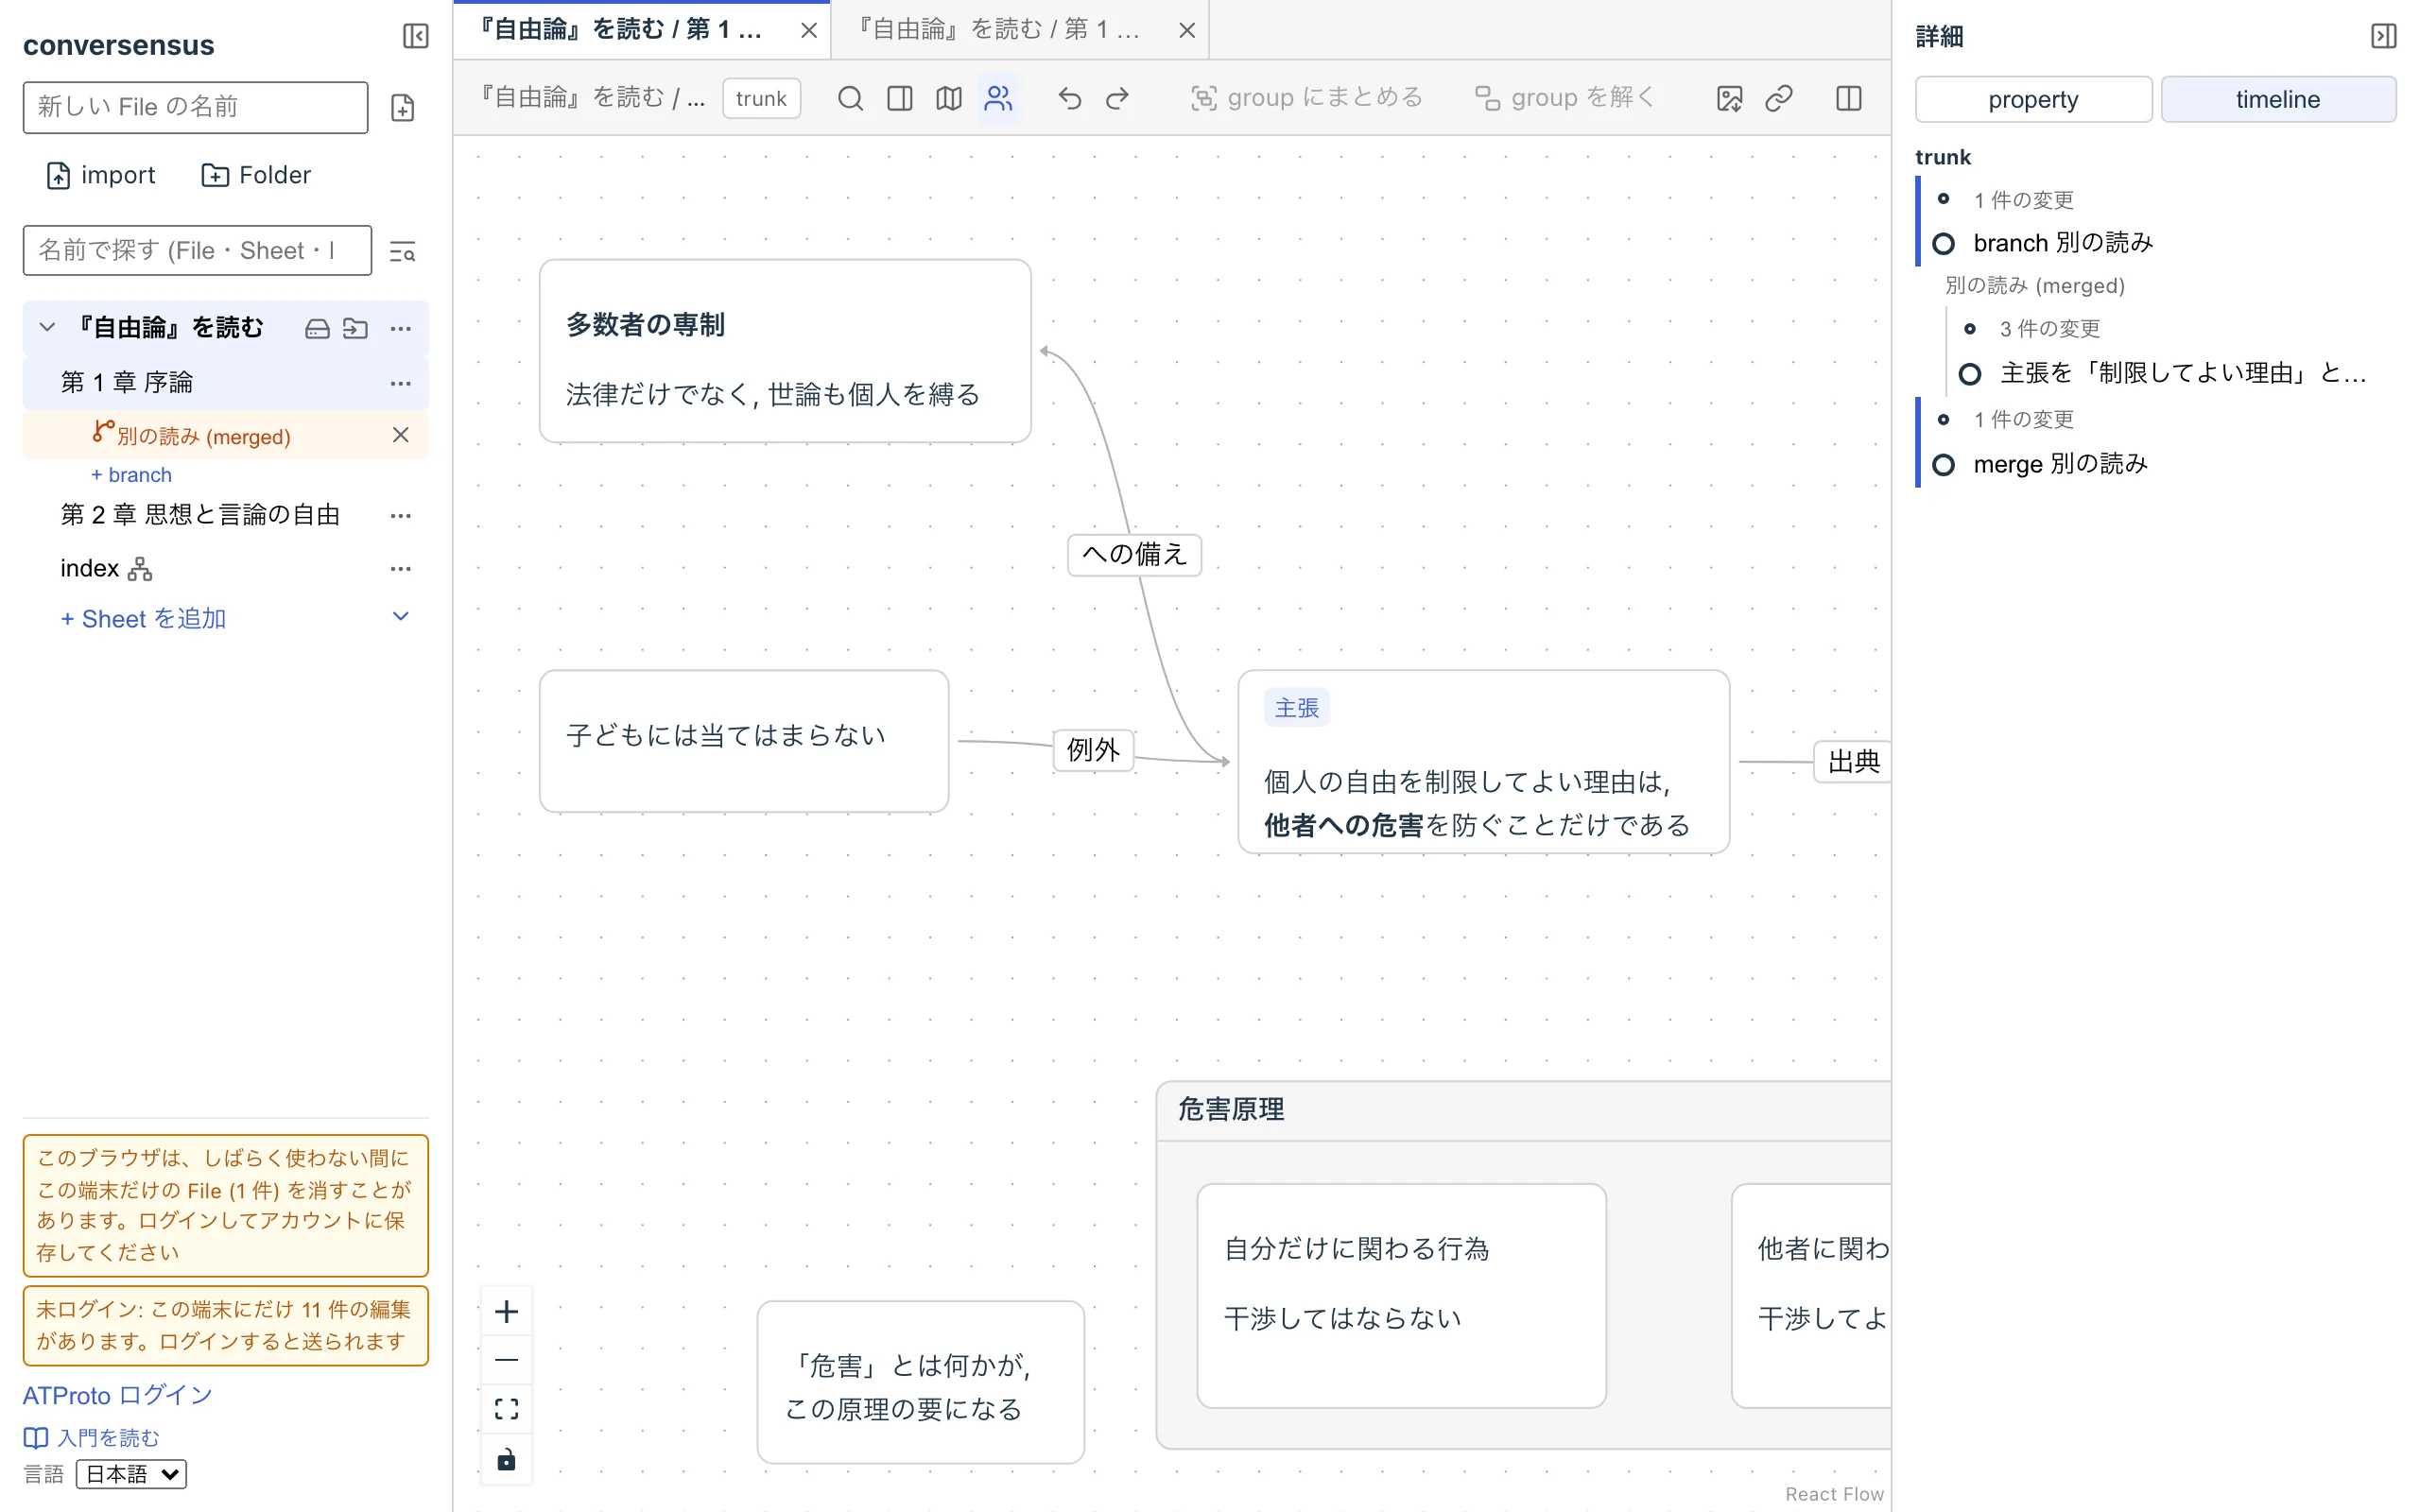 conversensus
新しい File の名前
import
Folder
名前で探す (File・Sheet・
『自由論』を読む
第 1 章 序論
別の読み (merged)
+ branch
第 2 章 思想と言論の自由
index
+ Sheet を追加
このブラウザは、しばらく使わない間に
この端末だけの File (1 件) を消すことが
あります。ログインしてアカウントに保
存してください
未ログイン: この端末にだけ 11 件の編集
があります。ログインすると送られます
ATProto ログイン
入門を読む
言語 日本語
『自由論』を読む / 第 1 ...
『自由論』を読む / 第 1 ...
『自由論』を読む / ...
trunk
group にまとめる
group を解く
多数者の専制
法律だけでなく, 世論も個人を縛る
への備え
子どもには当てはまらない
例外
主張
個人の自由を制限してよい理由は,
他者への危害を防ぐことだけである
出典
危害原理
自分だけに関わる行為
干渉してはならない
他者に関わ
干渉してよ
「危害」とは何かが,
この原理の要になる
React Flow
詳細
property
timeline
trunk
1 件の変更
branch 別の読み
別の読み (merged)
3 件の変更
主張を「制限してよい理由」と...
1 件の変更
merge 別の読み